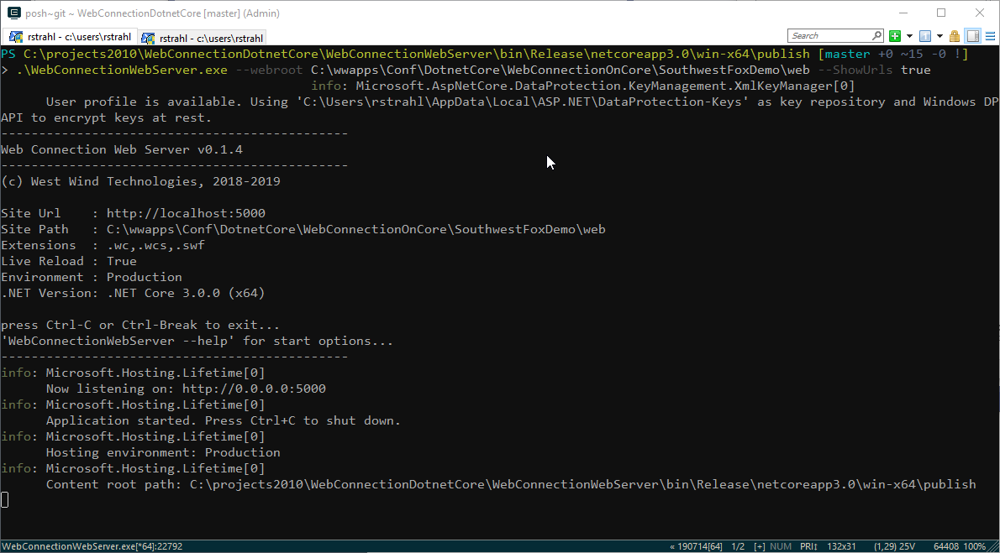 posh~git ~ WebConnectionDotnetCore [master] (Admin)
rstrahl - c:\users\rstrahl
rstrahl - c:\users\rstrahl
Search
PS C:\projects2010\WebConnectionDotnetCore\WebConnectionWebServer\bin\Release\netcoreapp3.0\win-x64\publish [master +0 ~15 -0 !]
> .\WebConnectionWebServer.exe --webroot C:\wwapps\Conf\DotnetCore\WebConnectionOnCore\SouthwestFoxDemo\web --ShowUrls true
info: Microsoft.AspNetCore.DataProtection.KeyManagement.XmlKeyManager[0]
User profile is available. Using 'C:\Users\rstrahl\AppData\Local\ASP.NET\DataProtection-Keys' as key repository and Windows DP
API to encrypt keys at rest.
----------------------------------------------
Web Connection Web Server v0.1.4
----------------------------------------------
(c) West Wind Technologies, 2018-2019
Site Url    : http://localhost:5000
Site Path   : C:\wwapps\Conf\DotnetCore\WebConnectionOnCore\SouthwestFoxDemo\web
Extensions  : .wc,.wcs,.swf
Live Reload : True
Environment : Production
.NET Version: .NET Core 3.0.0 (x64)
press Ctrl-C or Ctrl-Break to exit...
'WebConnectionWebServer --help' for start options...
----------------------------------------------
info: Microsoft.Hosting.Lifetime[0]
Now listening on: http://0.0.0.0:5000
info: Microsoft.Hosting.Lifetime[0]
Application started. Press Ctrl+C to shut down.
info: Microsoft.Hosting.Lifetime[0]
Hosting environment: Production
info: Microsoft.Hosting.Lifetime[0]
Content root path: C:\projects2010\WebConnectionDotnetCore\WebConnectionWebServer\bin\Release\netcoreapp3.0\win-x64\publish
WebConnectionWebServer.exe[*64]:22792 « 190714[64] 1/2 [+] NUM PRI↕ 132x31 (1,29) 25V 64408 100%